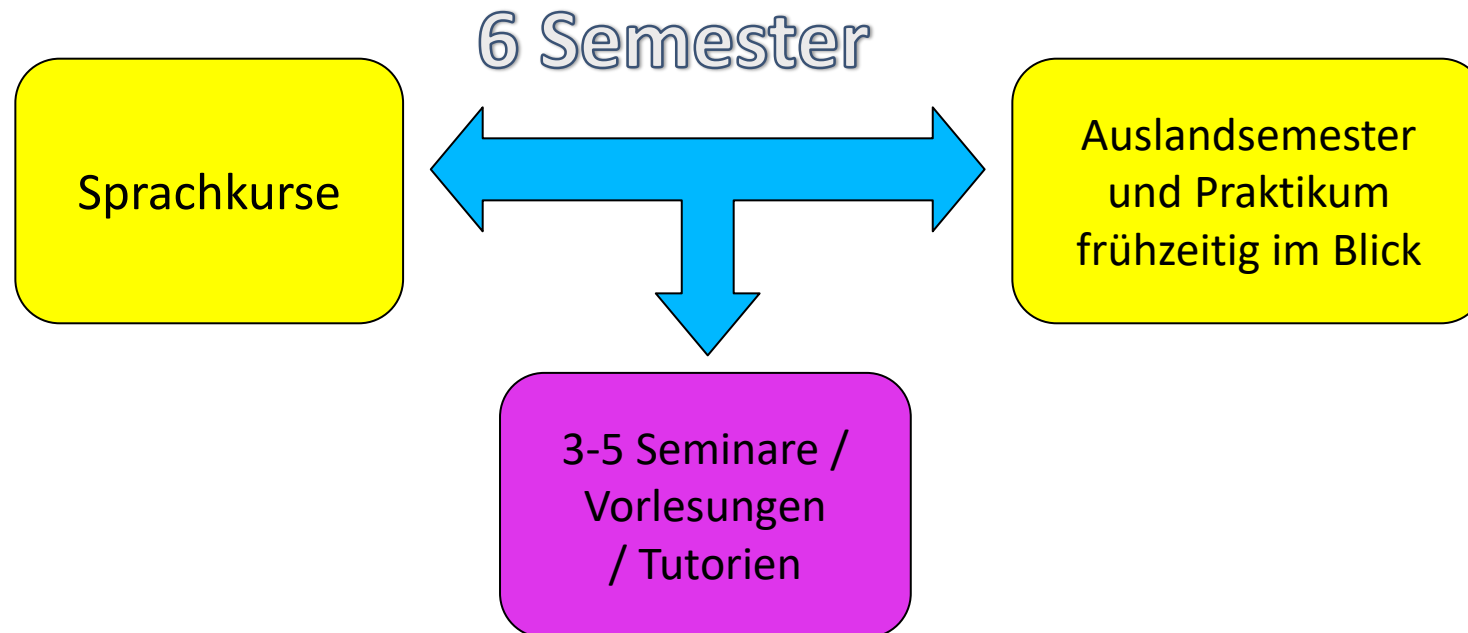 6 Semester
Sprachkurse
Auslandsemester
und Praktikum
frühzeitig im Blick
3-5 Seminare /
Vorlesungen
/ Tutorien